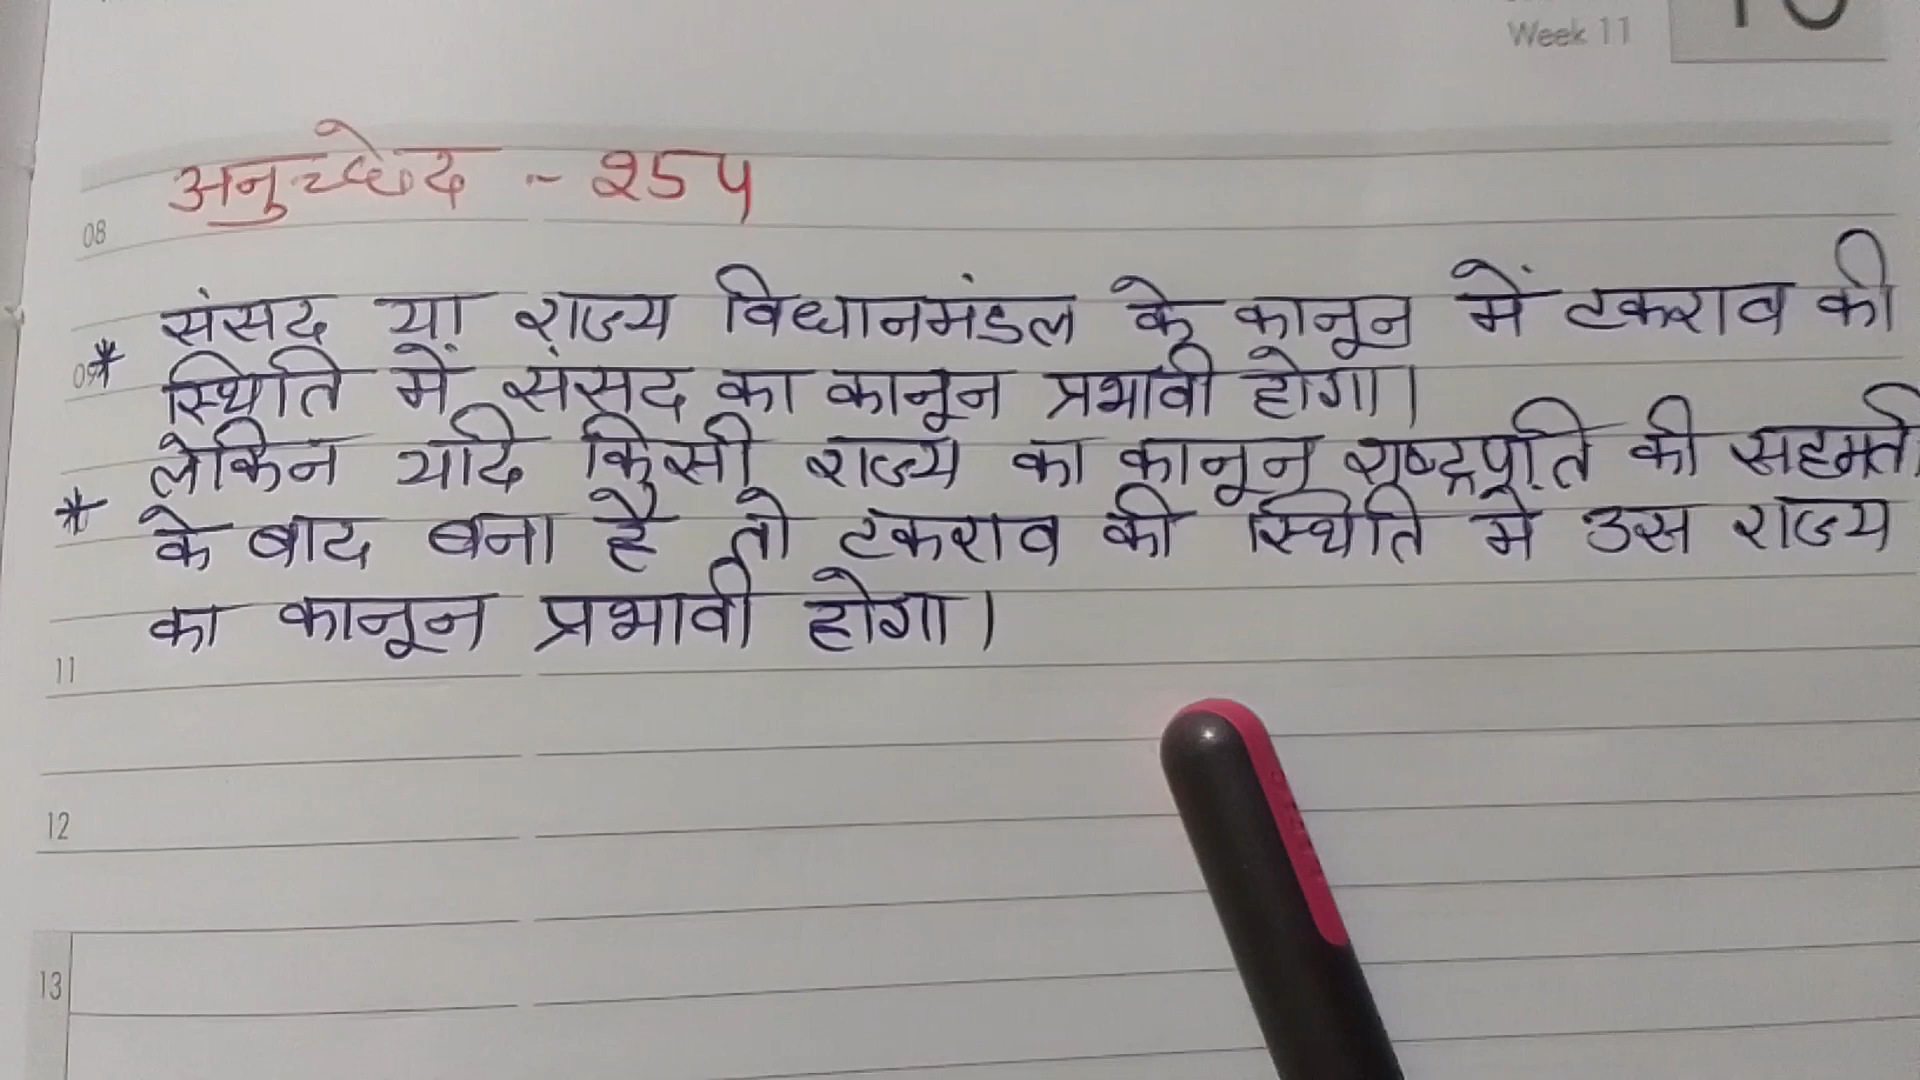 Week 11
अनुच्छेद - 254
08
संसद या राज्य विधानमंडल के कानून में टकराव की
09 * स्थिति में संसद का कानून प्रभावी होगा।
लेकिन यदि किसी राज्य का कानून राष्ट्रपति की सहमती
* के बाद बना है तो टकराव की स्थिति मे उस राज्य
का कानून प्रभावी होगा।
11
12
13